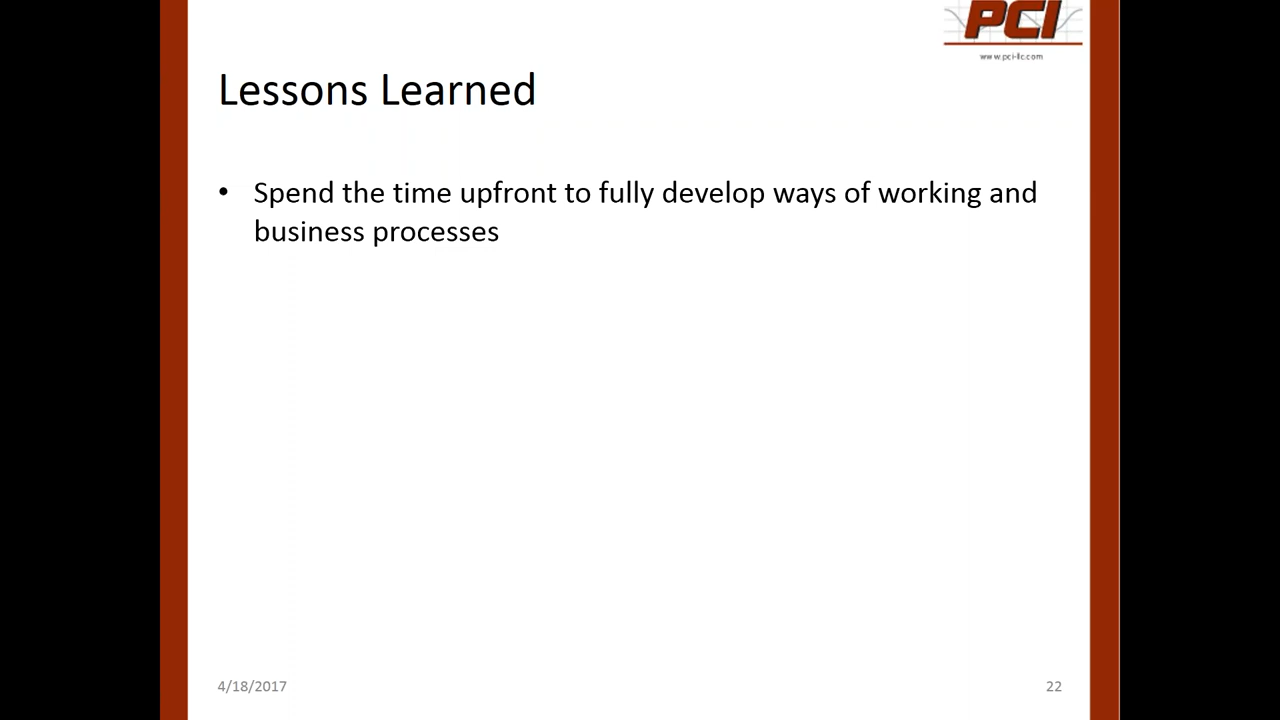 PCI
www.pci-llc.com
Lessons Learned
• Spend the time upfront to fully develop ways of working and
business processes
4/18/2017
22